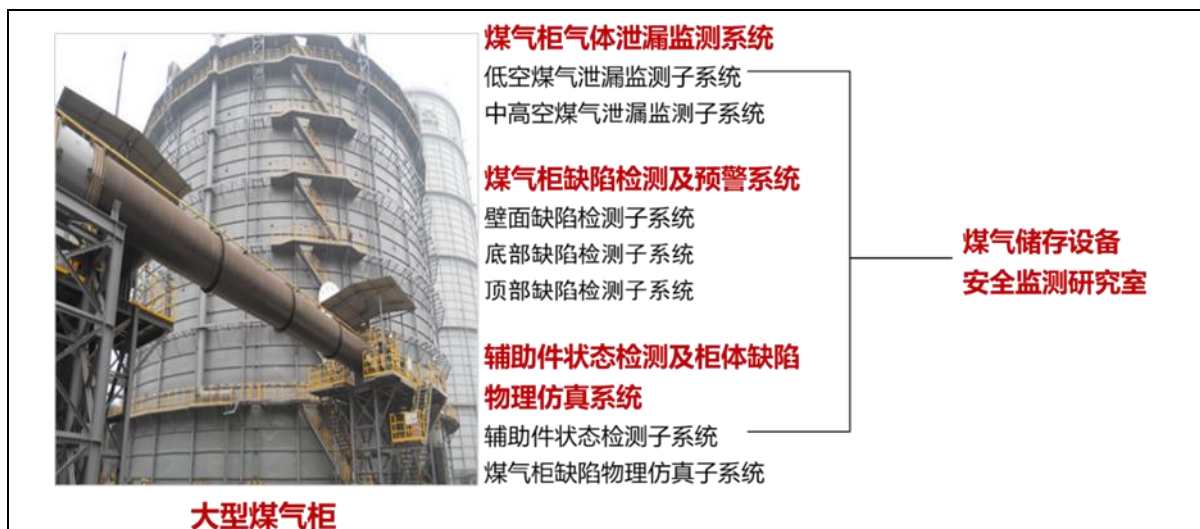 煤气柜气体泄漏监测系统
低空煤气泄漏监测子系统
中高空煤气泄漏监测子系统
煤气柜缺陷检测及预警系统
壁面缺陷检测子系统
底部缺陷检测子系统
顶部缺陷检测子系统
辅助件状态检测及柜体缺陷
物理仿真系统
辅助件状态检测子系统
煤气柜缺陷物理仿真子系统
煤气储存设备
安全监测研究室
大型煤气柜